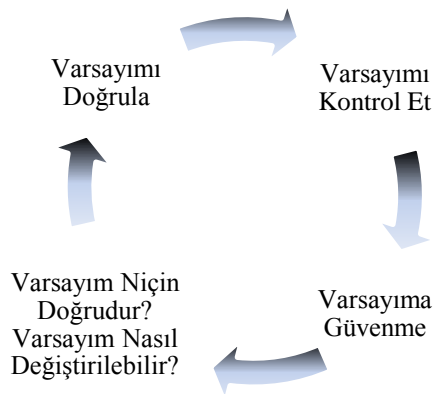 Varsayımı
Doğrula
Varsayımı
Kontrol Et
Varsayıma
Güvenme
Varsayım Niçin
Doğrudur?
Varsayım Nasıl
Değiştirilebilir?